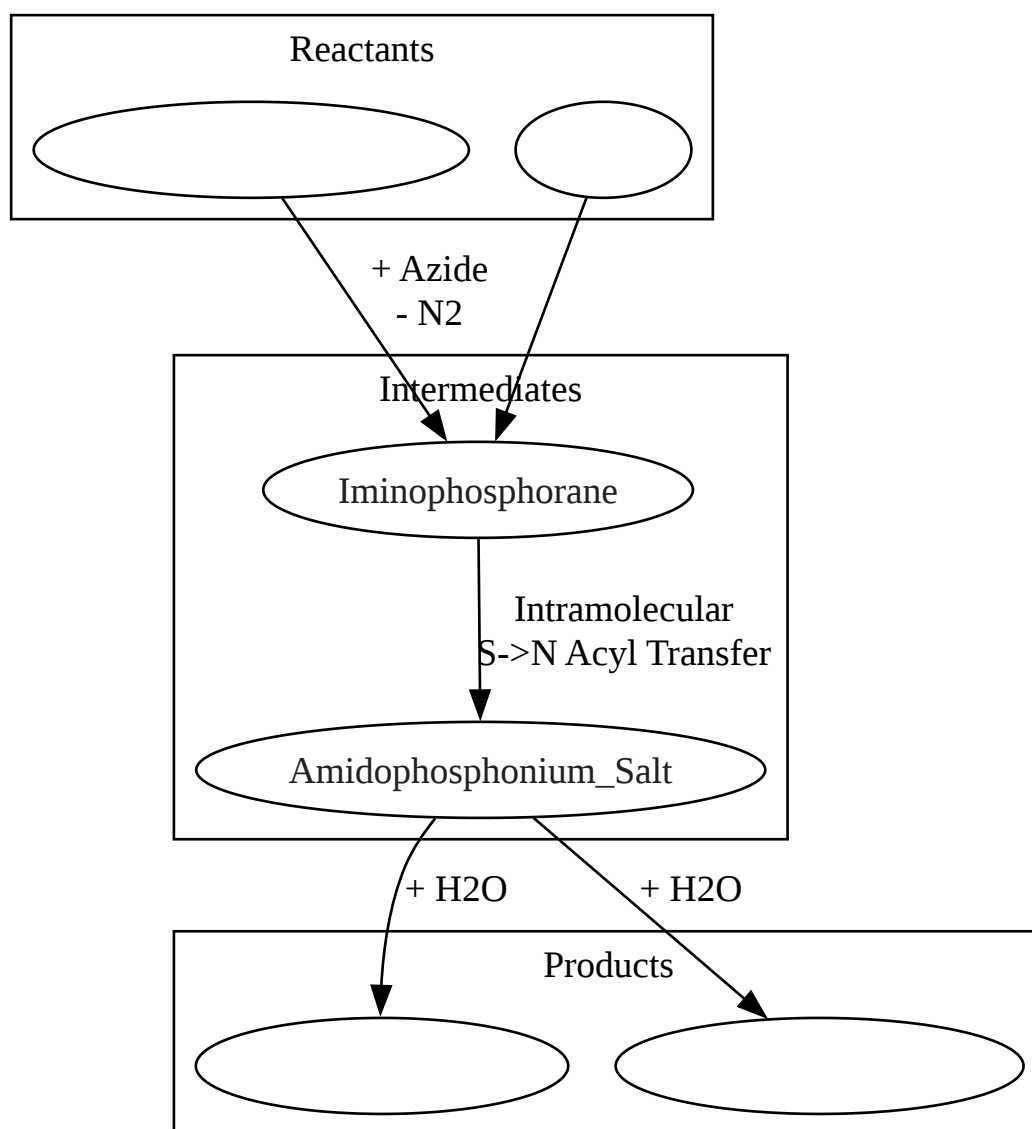 Reactants
+ Azide
- N2
Intermediates
Iminophosphorane
Intramolecular
S->N Acyl Transfer
Amidophosphonium_Salt
+ H2O
+ H2O
Products